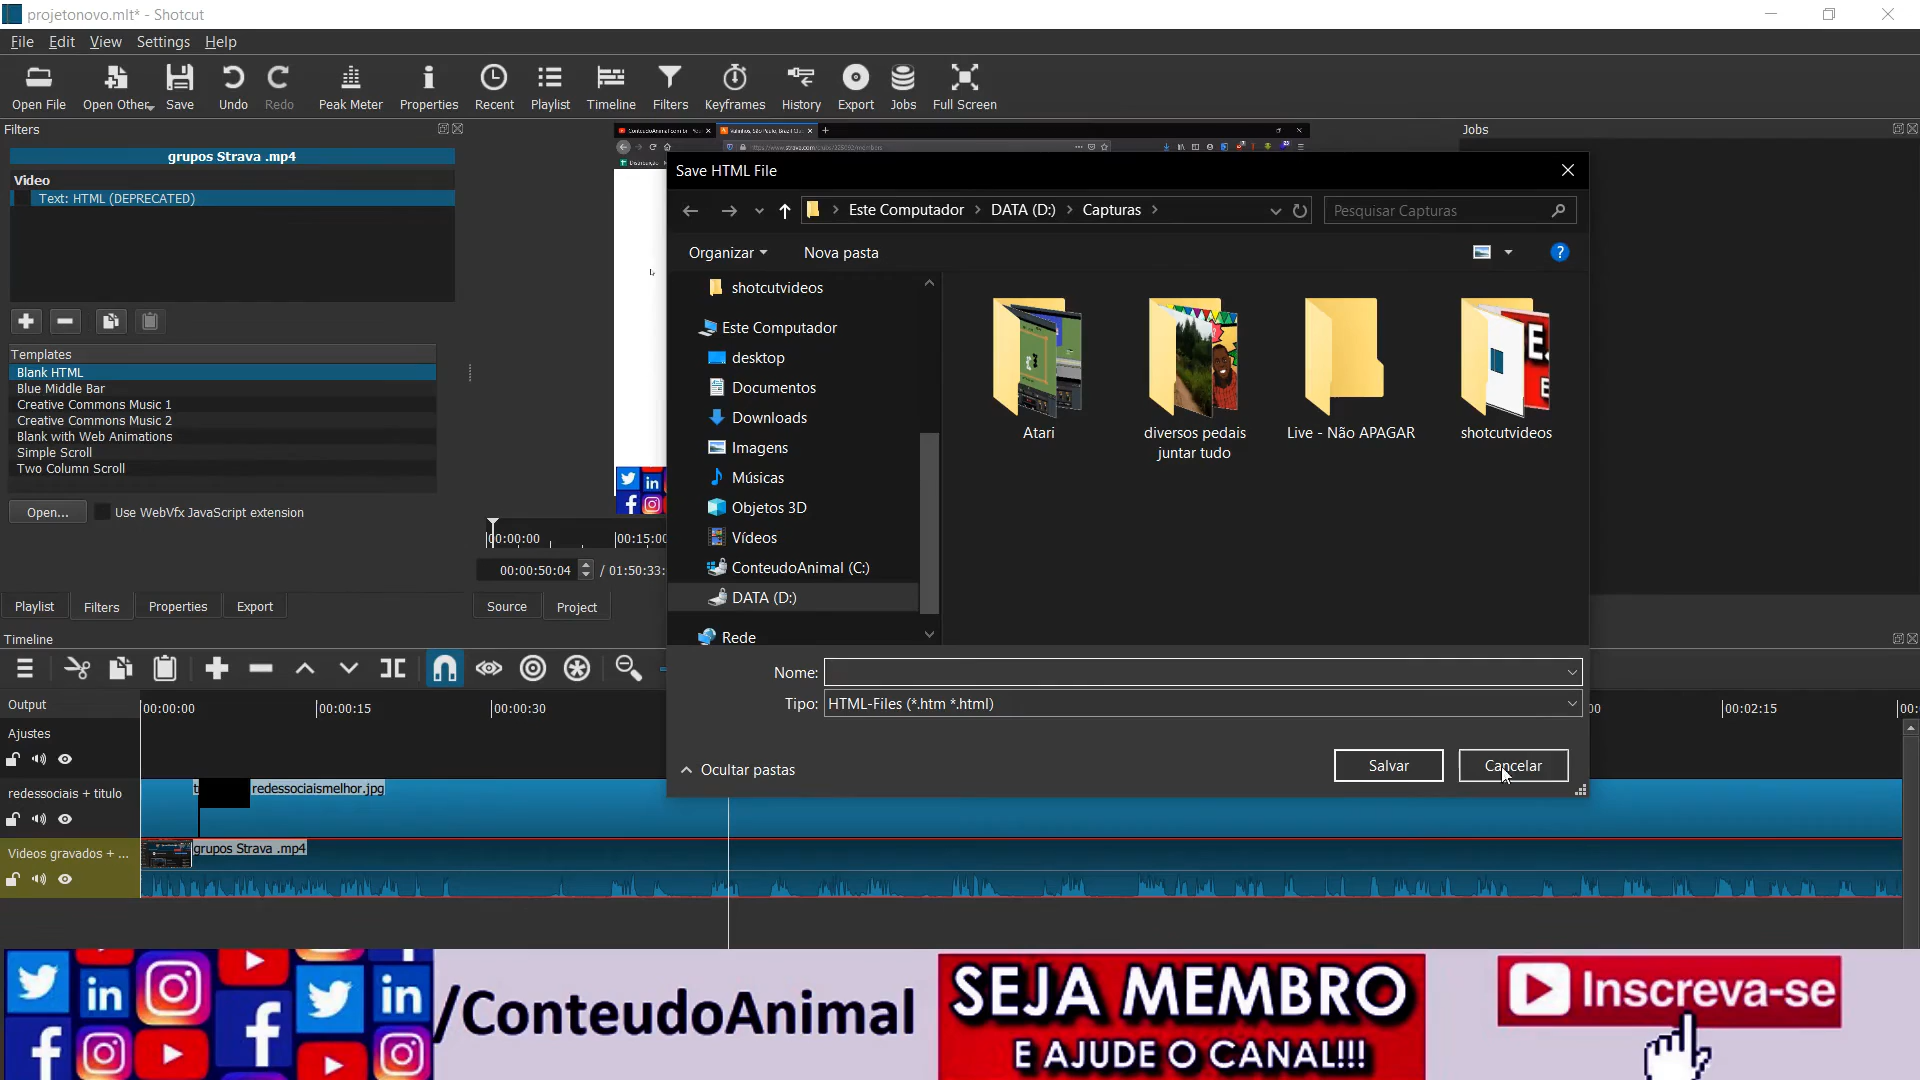 projetonovo.mlt* - Shotcut
File Edit View Settings Help
Open File Open Other Save Undo Redo Peak Meter Properties Recent Playlist Timeline Filters Keyframes History Export Jobs Full Screen
Filters
grupos Strava .mp4
Video
Text: HTML (DEPRECATED)
Templates
Blank HTML
Blue Middle Bar
Creative Commons Music 1
Creative Commons Music 2
Blank with Web Animations
Simple Scroll
Two Column Scroll
Open...
Use WebVfx JavaScript extension
Playlist Filters Properties Export
00:00:00 00:15:00
00:00:50:04 / 01:50:33:
Source Project
Jobs
Save HTML File
Este Computador DATA (D:) Capturas
Pesquisar Capturas
Organizar Nova pasta
shotcutvideos
Este Computador
desktop
Documentos
Downloads
Imagens
Músicas
Objetos 3D
Vídeos
ConteudoAnimal (C:)
DATA (D:)
Rede
Atari
diversos pedais
juntar tudo
Live - Não APAGAR
shotcutvideos
Nome:
Tipo: HTML-Files (*.htm *.html)
Ocultar pastas
Salvar Cancelar
Timeline
Output
00:00:00 00:00:15 00:00:30 00:02:15
Ajustes
redessociais + titulo
redessociaismelhor.jpg
Videos gravados + ...
grupos Strava .mp4
/ConteudoAnimal
SEJA MEMBRO
E AJUDE O CANAL!!!
Inscreva-se